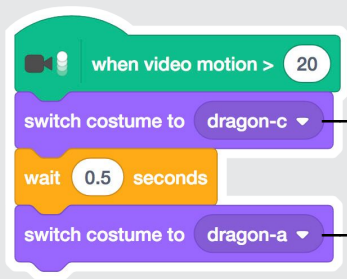 when video motion > 20
switch costume to dragon-c
wait 0.5 seconds
switch costume to dragon-a